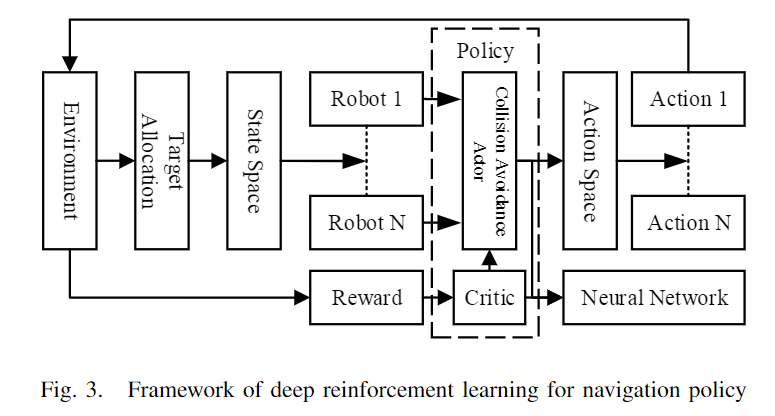 Policy
Environment
Target
Allocation
State Space
Robot 1
Robot N
Collision Avoidance
Actor
Action Space
Action 1
Action N
Reward
Critic
Neural Network
Fig. 3. Framework of deep reinforcement learning for navigation policy